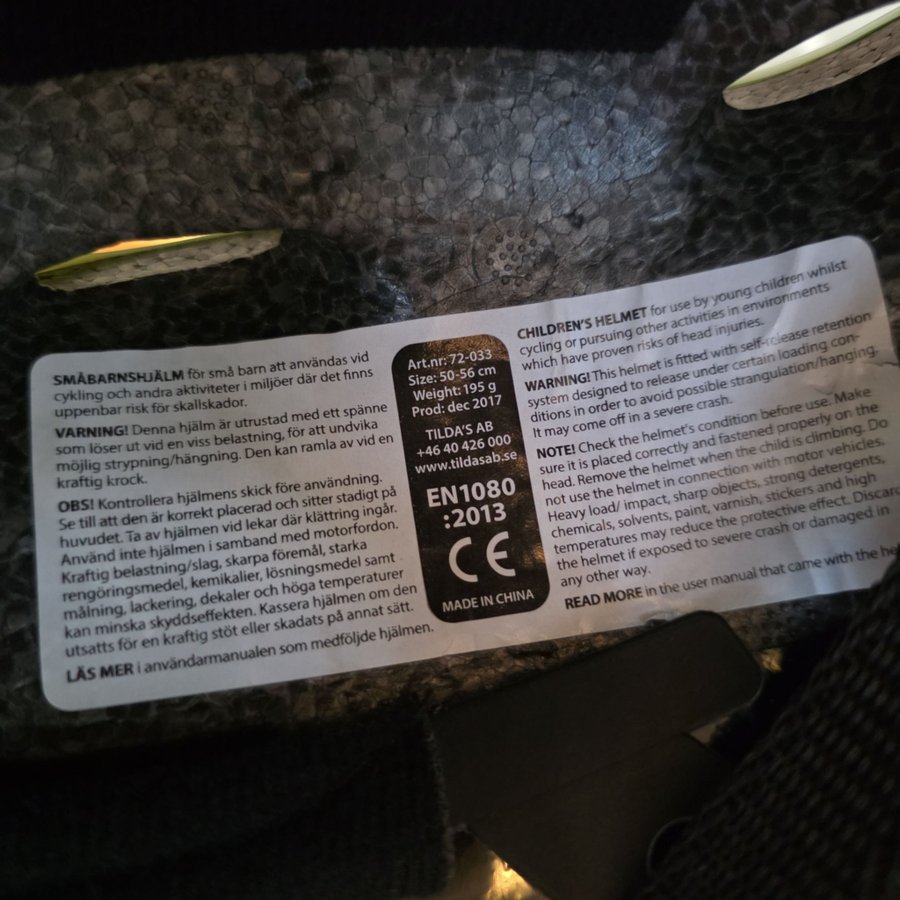 SMÅBARNSHJÄLM för små barn att användas vid
cykling och andra aktiviteter i miljöer där det finns
uppenbar risk för skallskador.
VARNING! Denna hjälm är utrustad med ett spänne
som löser ut vid en viss belastning, för att undvika
möjlig strypning/hängning. Den kan ramla av vid en
kraftig krock.
OBS! Kontrollera hjälmens skick före användning.
Se till att den är korrekt placerad och sitter stadigt på
huvudet. Ta av hjälmen vid lekar där klättring ingår.
Använd inte hjälmen i samband med motorfordon.
Kraftig belastning/slag, skarpa föremål, starka
rengöringsmedel, kemikalier, lösningsmedel samt
målning, lackering, dekaler och höga temperaturer
kan minska skyddseffekten. Kassera hjälmen om den
utsatts för en kraftig stöt eller skadats på annat sätt.
LÄS MER i användarmanualen som medföljde hjälmen.
Art.nr: 72-033
Size: 50-56 cm
Weight: 195 g
Prod: dec 2017
TILDA'S AB
+46 40 426 000
www.tildasab.se
EN1080
:2013
CE
MADE IN CHINA
CHILDREN'S HELMET for use by young children whilst
cycling or pursuing other activities in environments
which have proven risks of head injuries.
WARNING! This helmet is fitted with self-release retention
system designed to release under certain loading con-
ditions in order to avoid possible strangulation/hanging.
It may come off in a severe crash.
NOTE! Check the helmet's condition before use. Make
sure it is placed correctly and fastened properly on the
head. Remove the helmet when the child is climbing. Do
not use the helmet in connection with motor vehicles.
Heavy load/ impact, sharp objects, strong detergents,
chemicals, solvents, paint, varnish, stickers and high
temperatures may reduce the protective effect. Discard
the helmet if exposed to severe crash or damaged in
any other way.
READ MORE in the user manual that came with the